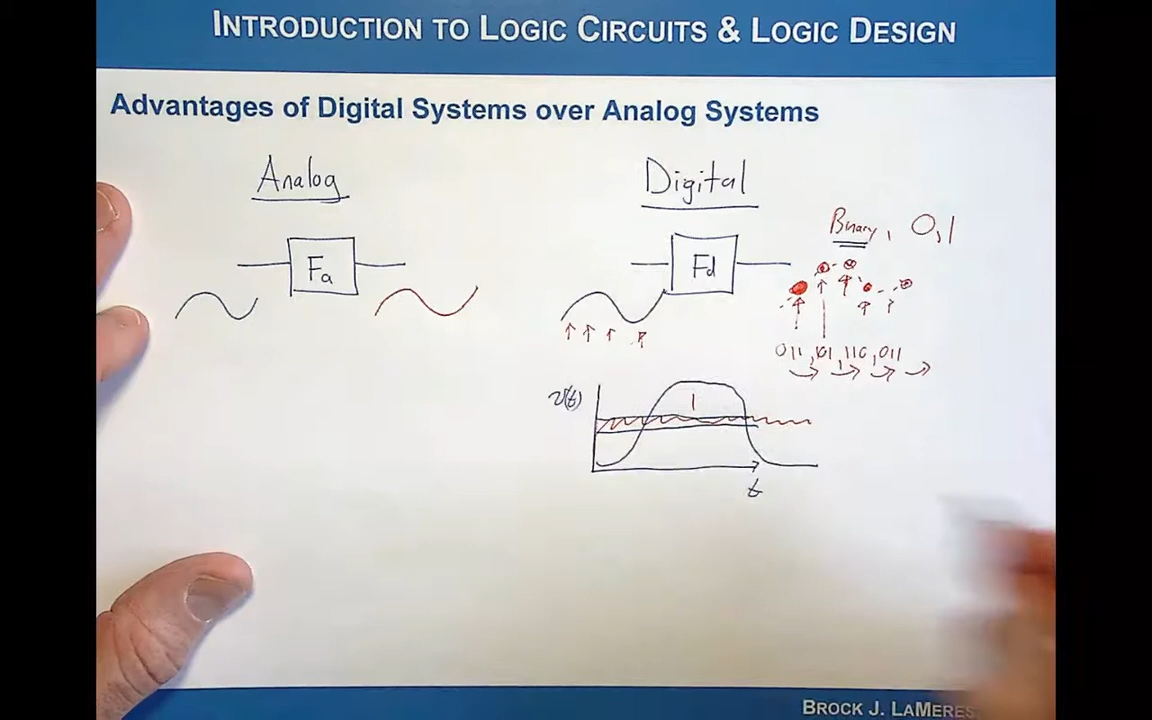 INTRODUCTION TO LOGIC CIRCUITS & LOGIC DESIGN
Advantages of Digital Systems over Analog Systems
Analog
Digital
Binary, 0,1
Fa
Fd
011, 101, 110, 011
v(t)
1
t
BROCK J. LAMERES